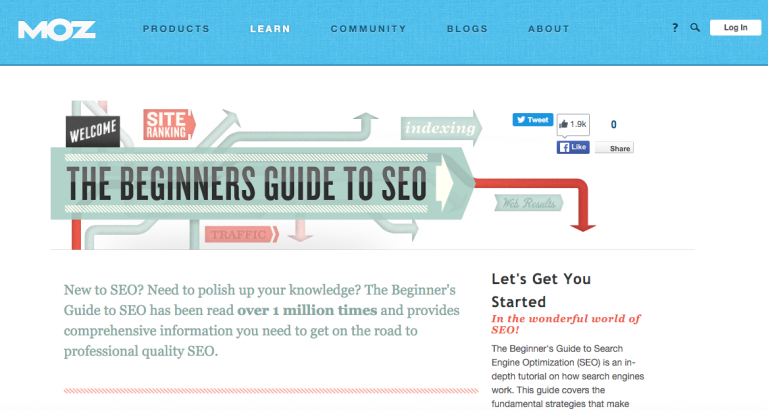 MOZ
PRODUCTS
LEARN
COMMUNITY
BLOGS
ABOUT
?
Log In
WELCOME
SITE
RANKING
indexing
Tweet
1.9k
0
Like
Share
THE BEGINNERS GUIDE TO SEO
Web Results
TRAFFIC
New to SEO? Need to polish up your knowledge? The Beginner's
Guide to SEO has been read over 1 million times and provides
comprehensive information you need to get on the road to
professional quality SEO.
Let's Get You
Started
In the wonderful world of
SEO!
The Beginner's Guide to Search
Engine Optimization (SEO) is an in-
depth tutorial on how search engines
work. This guide covers the
fundamental strategies that make